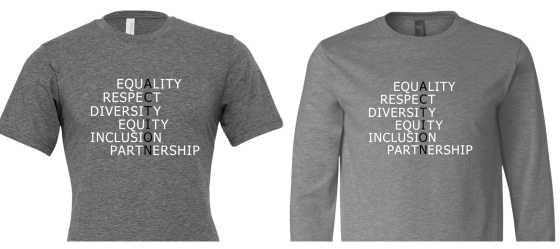 EQUALITY
RESPECT
DIVERSITY
EQUITY
INCLUSION
PARTNERSHIP
EQUALITY
RESPECT
DIVERSITY
EQUITY
INCLUSION
PARTNERSHIP